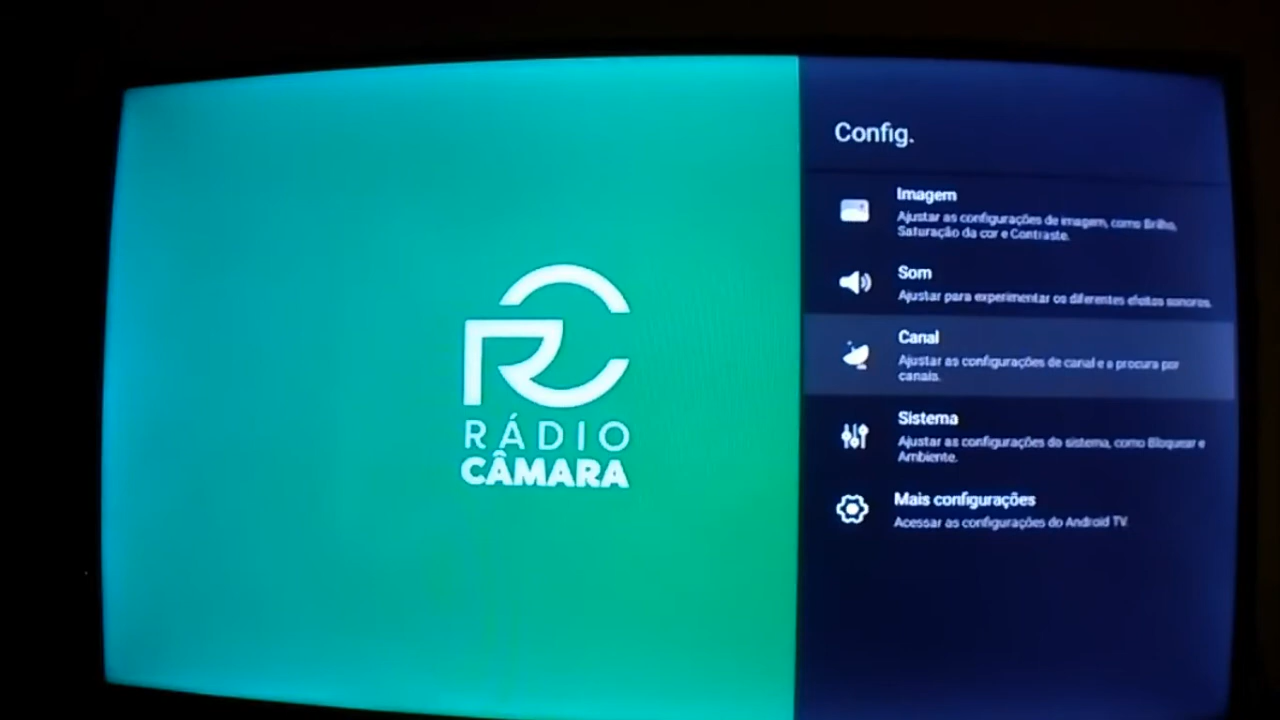 RC
RÁDIO
CÂMARA
Config.
Imagem
Ajustar as configurações de imagem, como Brilho,
Saturação da cor e Contraste.
Som
Ajustar para experimentar os diferentes efeitos sonoros.
Canal
Ajustar as configurações de canal e a procura por
canais.
Sistema
Ajustar as configurações do sistema, como Bloquear e
Ambiente.
Mais configurações
Acessar as configurações do Android TV.